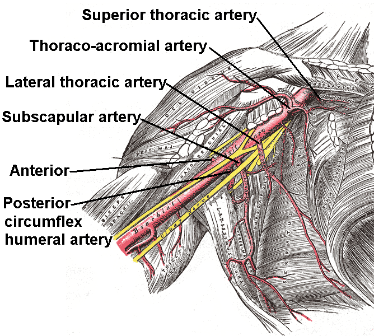 Superior thoracic artery
Thoraco-acromial artery
Lateral thoracic artery
Subscapular artery
Anterior
Posterior
circumflex
humeral artery